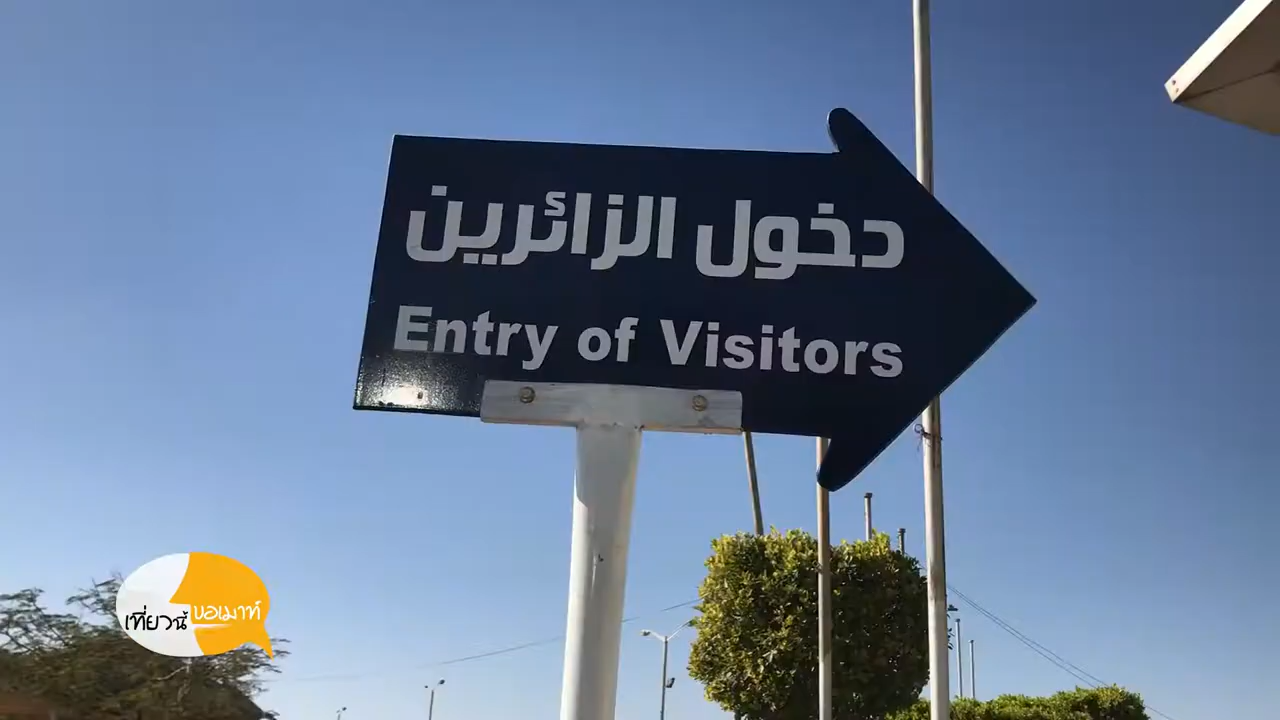 دخول الزائرين
Entry of Visitors
เที่ยวนี้
ขอเมาท์